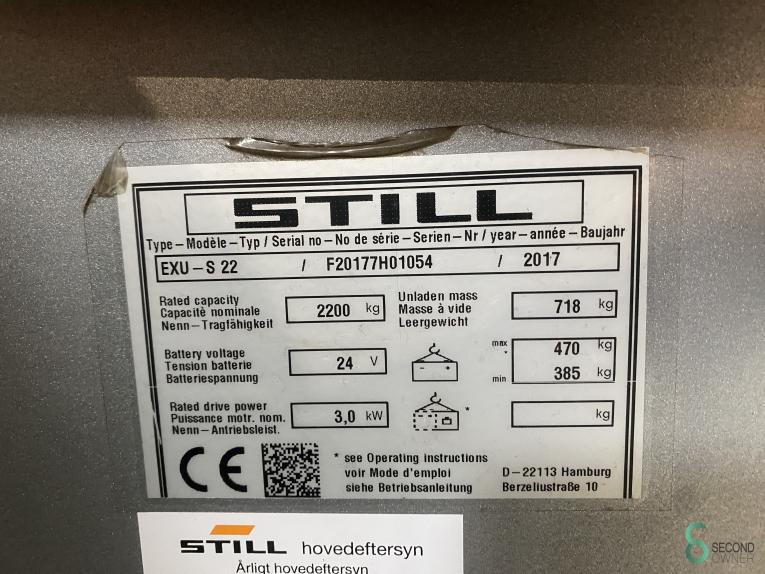 STILL
Type – Modèle – Typ / Serial no – No de série – Serien – Nr / year – année – Baujahr
EXU – S 22 / F20177H01054 / 2017
Rated capacity
Capacité nominale
Nenn – Tragfähigkeit
2200 kg
Unladen mass
Masse à vide
Leergewicht
718 kg
Battery voltage
Tension batterie
Batteriespannung
24 V
- +
max 470 kg
*
min 385 kg
Rated drive power
Puissance motr. nom.
Nenn – Antriebsleist.
3,0 kW
*
kg
CE
* see Operating instructions
voir Mode d'emploi
siehe Betriebsanleitung
D – 22113 Hamburg
Berzeliustraße 10
STILL hovedeftersyn
Årligt hovedeftersyn
SECOND
OWNER